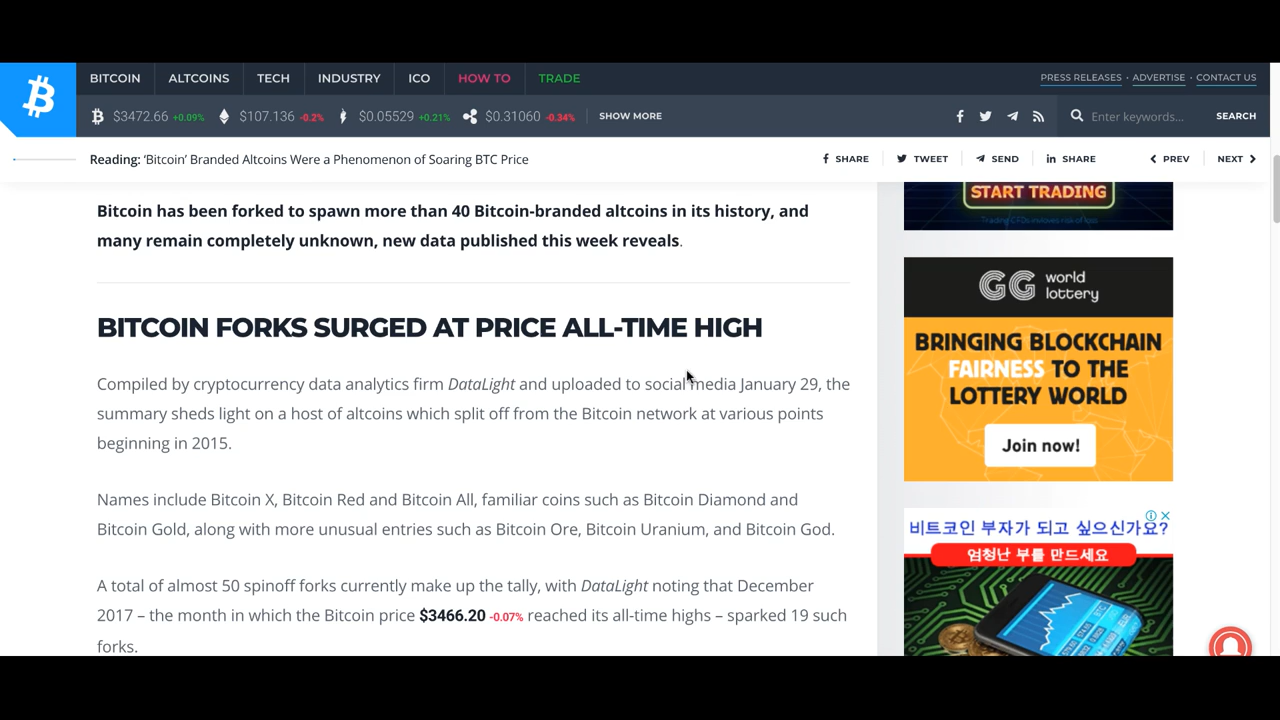 BITCOIN ALTCOINS TECH INDUSTRY ICO HOW TO TRADE PRESS RELEASES · ADVERTISE · CONTACT US
$3472.66 +0.09% $107.136 -0.2% $0.05529 +0.21% $0.31060 -0.34% SHOW MORE Enter keywords... SEARCH
Reading: ‘Bitcoin’ Branded Altcoins Were a Phenomenon of Soaring BTC Price SHARE TWEET SEND SHARE PREV NEXT
Bitcoin has been forked to spawn more than 40 Bitcoin-branded altcoins in its history, and
many remain completely unknown, new data published this week reveals.
BITCOIN FORKS SURGED AT PRICE ALL-TIME HIGH
Compiled by cryptocurrency data analytics firm DataLight and uploaded to social media January 29, the
summary sheds light on a host of altcoins which split off from the Bitcoin network at various points
beginning in 2015.
Names include Bitcoin X, Bitcoin Red and Bitcoin All, familiar coins such as Bitcoin Diamond and
Bitcoin Gold, along with more unusual entries such as Bitcoin Ore, Bitcoin Uranium, and Bitcoin God.
A total of almost 50 spinoff forks currently make up the tally, with DataLight noting that December
2017 – the month in which the Bitcoin price $3466.20 -0.07% reached its all-time highs – sparked 19 such
forks.
START TRADING
Trading CFDs involves risk of loss
GG world
lottery
BRINGING BLOCKCHAIN
FAIRNESS TO THE
LOTTERY WORLD
Join now!
비트코인 부자가 되고 싶으신가요?
엄청난 부를 만드세요
BTC